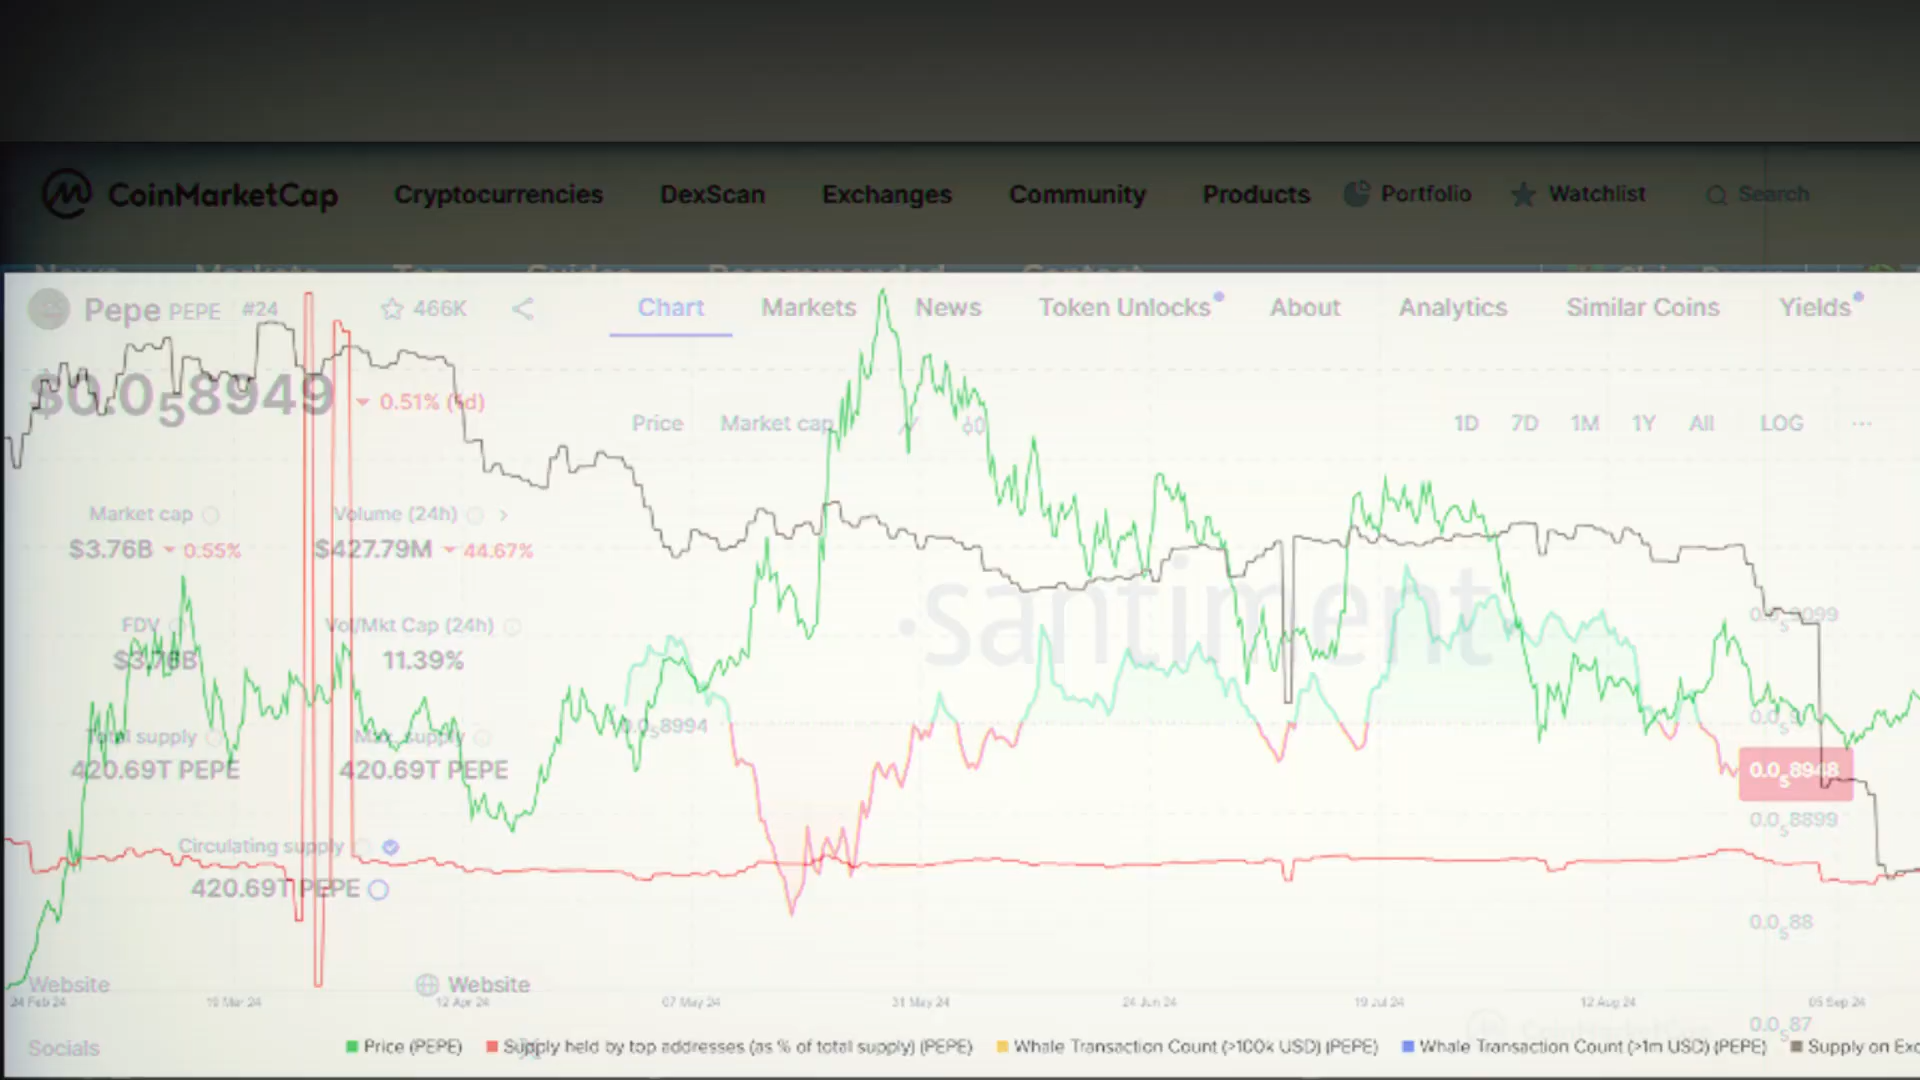 CoinMarketCap Cryptocurrencies DexScan Exchanges Community Products Portfolio Watchlist Search
News Markets Top Guides Recommended Contact
Pepe PEPE #24 466K Chart Markets News Token Unlocks About Analytics Similar Coins Yields
$0.0₅8949 0.51% (1d)
Price Market cap 1D 7D 1M 1Y All LOG ...
Market cap Volume (24h) >
$3.76B 0.55% $427.79M 44.67%
·santiment·
FDV Vol/Mkt Cap (24h)
$3.76B 11.39%
0.0₅8994
Total supply Max. supply
420.69T PEPE 420.69T PEPE
0.0₅8948
0.0₅8899
Circulating supply
420.69T PEPE
0.0₅88
Website Website
24 Feb 24 19 Mar 24 12 Apr 24 07 May 24 31 May 24 24 Jun 24 19 Jul 24 12 Aug 24 05 Sep 24
CoinMarketCap 0.0₅87
Socials Price (PEPE) Supply held by top addresses (as % of total supply) (PEPE) Whale Transaction Count (>100k USD) (PEPE) Whale Transaction Count (>1m USD) (PEPE) Supply on Exc